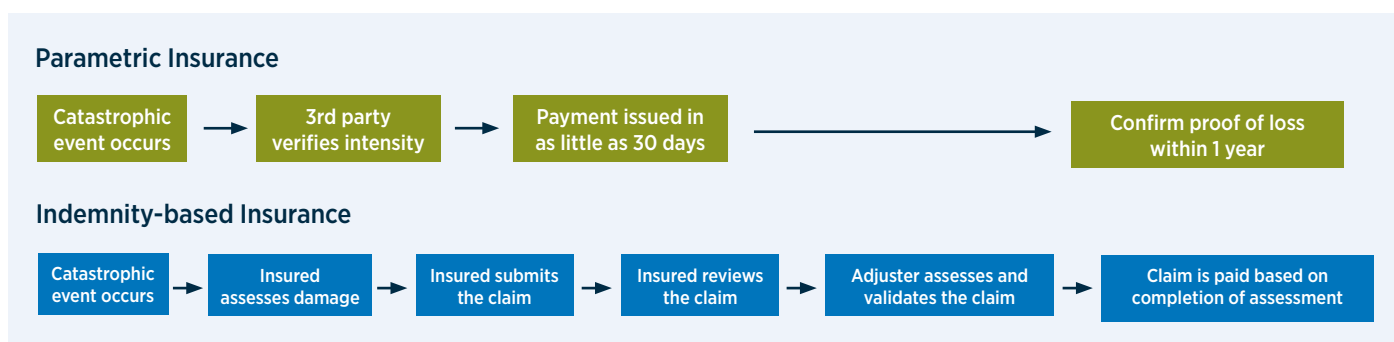 Parametric Insurance
Catastrophic
event occurs
3rd party
verifies intensity
Payment issued in
as little as 30 days
Confirm proof of loss
within 1 year
Indemnity-based Insurance
Catastrophic
event occurs
Insured
assesses damage
Insured submits
the claim
Insured reviews
the claim
Adjuster assesses and
validates the claim
Claim is paid based on
completion of assessment